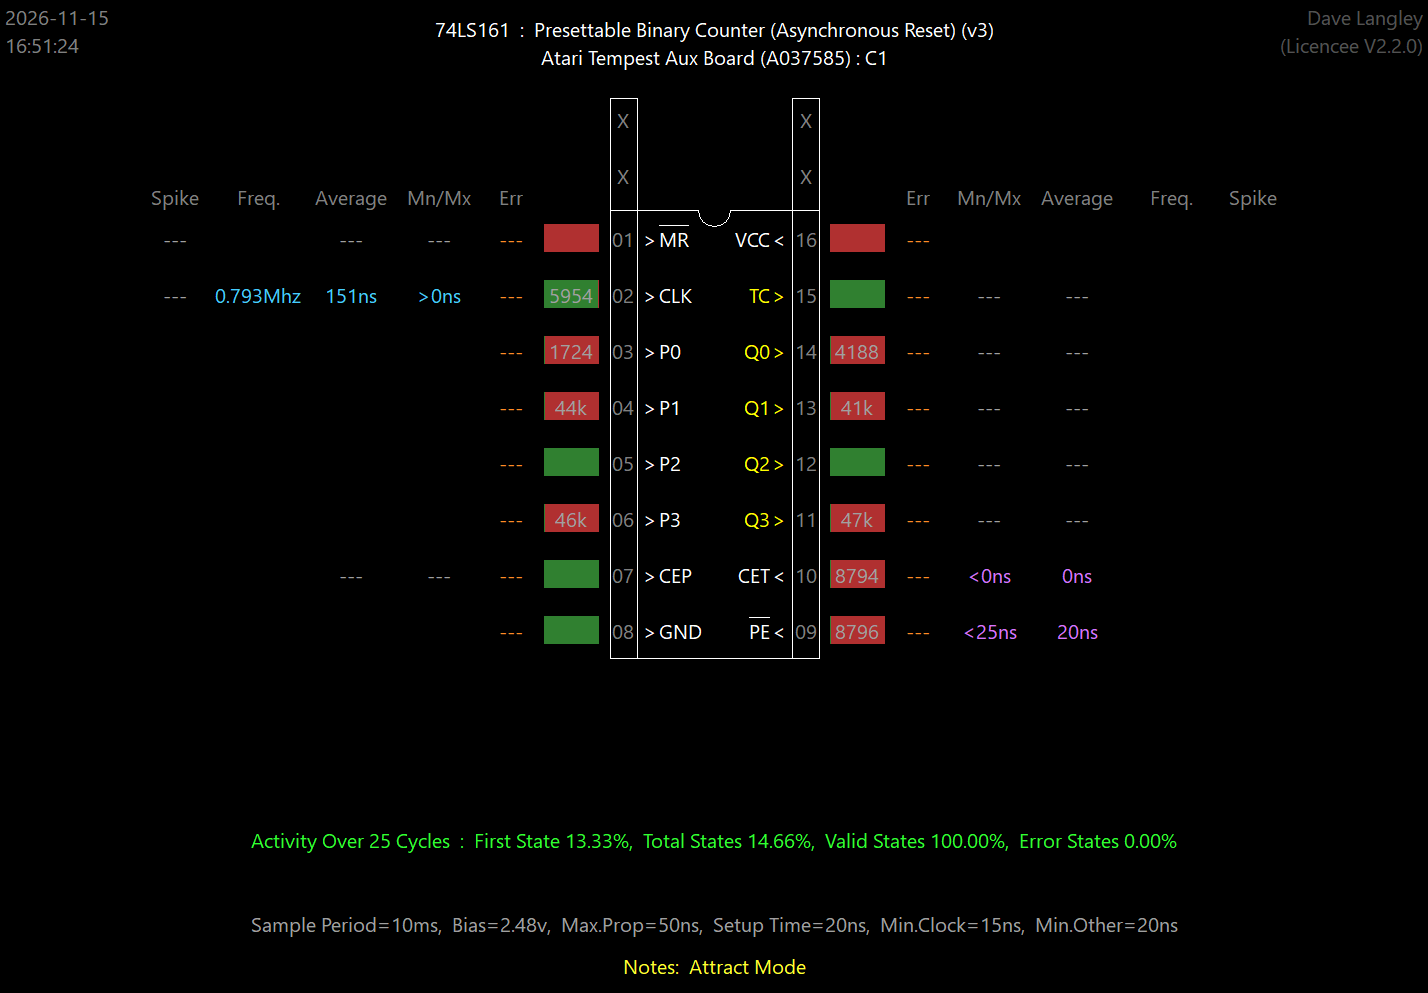 2026-11-15
16:51:24
74LS161 : Presettable Binary Counter (Asynchronous Reset) (v3)
Atari Tempest Aux Board (A037585) : C1
Dave Langley
(Licencee V2.2.0)
X X
X X
Spike Freq. Average Mn/Mx Err Err Mn/Mx Average Freq. Spike
--- --- --- --- 01 > MR VCC < 16 ---
--- 0.793Mhz 151ns >0ns --- 5954 02 > CLK TC > 15 --- --- ---
--- 1724 03 > P0 Q0 > 14 4188 --- --- ---
--- 44k 04 > P1 Q1 > 13 41k --- --- ---
--- 05 > P2 Q2 > 12 --- --- ---
--- 46k 06 > P3 Q3 > 11 47k --- --- ---
--- --- --- 07 > CEP CET < 10 8794 --- <0ns 0ns
--- 08 > GND PE < 09 8796 --- <25ns 20ns
Activity Over 25 Cycles : First State 13.33%, Total States 14.66%, Valid States 100.00%, Error States 0.00%
Sample Period=10ms, Bias=2.48v, Max.Prop=50ns, Setup Time=20ns, Min.Clock=15ns, Min.Other=20ns
Notes: Attract Mode